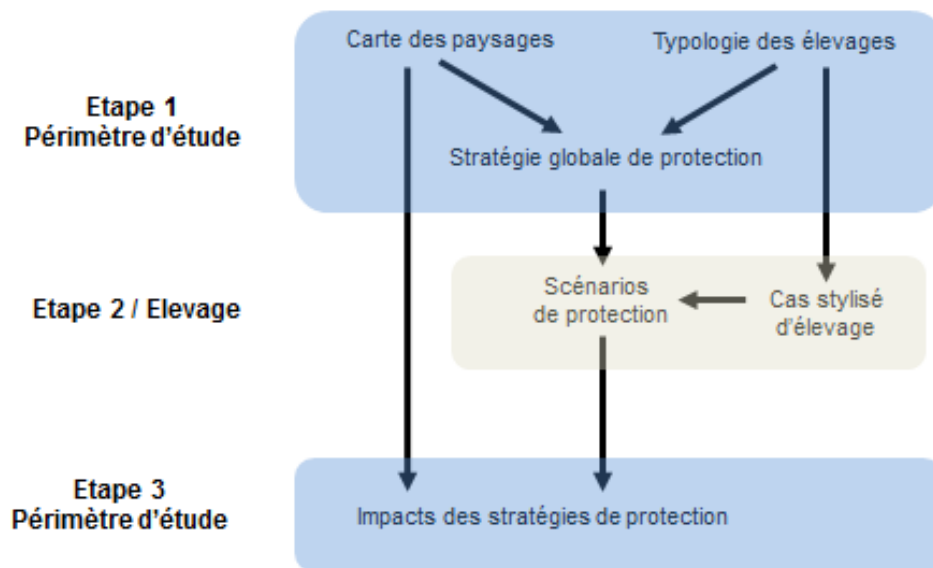 Carte des paysages
Typologie des élevages
Etape 1
Périmètre d'étude
Stratégie globale de protection
Etape 2 / Elevage
Scénarios
de protection
Cas stylisé
d'élevage
Etape 3
Périmètre d'étude
Impacts des stratégies de protection